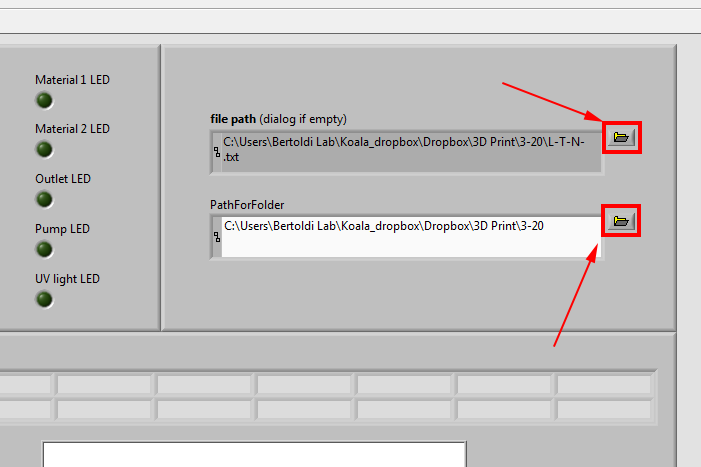 Material 1 LED
Material 2 LED
Outlet LED
Pump LED
UV light LED
file path (dialog if empty)
C:\Users\Bertoldi Lab\Koala_dropbox\Dropbox\3D Print\3-20\L-T-N-
.txt
PathForFolder
C:\Users\Bertoldi Lab\Koala_dropbox\Dropbox\3D Print\3-20